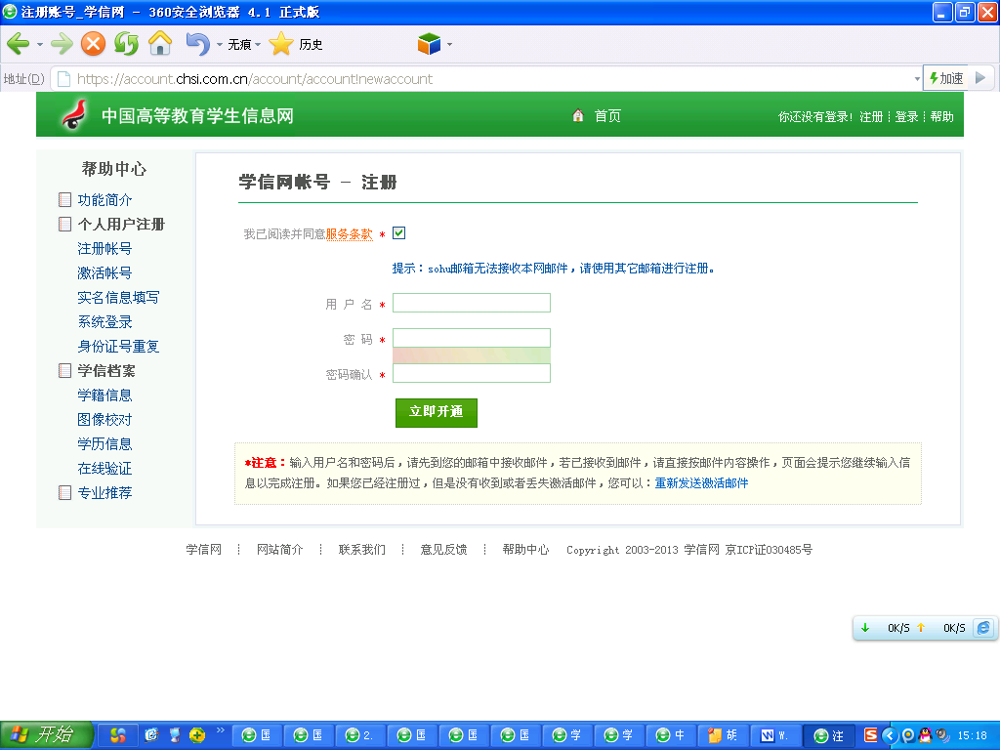 注册账号_学信网 - 360安全浏览器 4.1 正式版
无痕 历史
地址(D) https://account.chsi.com.cn/account/account!newaccount 加速
中国高等教育学生信息网 首页 你还没有登录! 注册 | 登录 | 帮助
帮助中心
功能简介
个人用户注册
注册帐号
激活帐号
实名信息填写
系统登录
身份证号重复
学信档案
学籍信息
图像校对
学历信息
在线验证
专业推荐
学信网帐号 - 注册
我已阅读并同意服务条款 *
提示：sohu邮箱无法接收本网邮件，请使用其它邮箱进行注册。
用 户 名 *
密 码 *
密码确认 *
立即开通
*注意：输入用户名和密码后，请先到您的邮箱中接收邮件，若已接收到邮件，请直接按邮件内容操作，页面会提示您继续输入信
息以完成注册。如果您已经注册过，但是没有收到或者丢失激活邮件，您可以：重新发送激活邮件
学信网 ┊ 网站简介 ┊ 联系我们 ┊ 意见反馈 ┊ 帮助中心 Copyright 2003-2013 学信网 京ICP证030485号
0K/S 0K/S
开始 国 国 2. 国 国 国 学 学 中 胡 W. 注 15:18